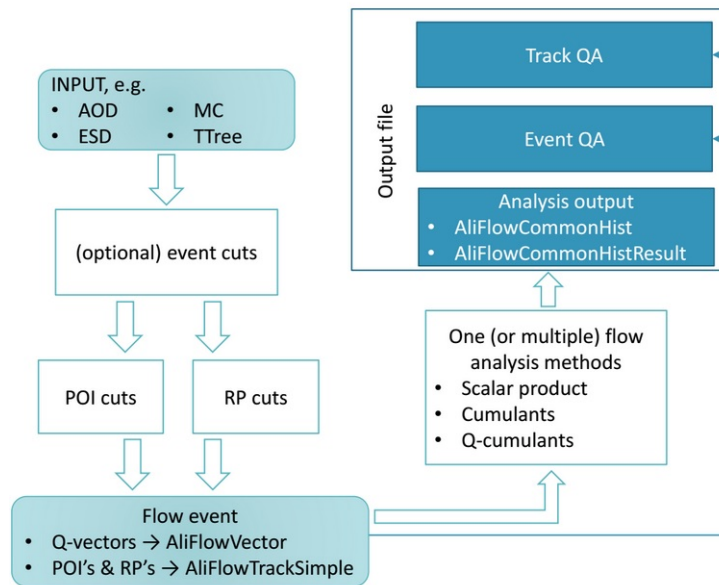 INPUT, e.g.
• AOD • MC
• ESD • TTree
(optional) event cuts
POI cuts
RP cuts
Flow event
• Q-vectors → AliFlowVector
• POI's & RP's → AliFlowTrackSimple
One (or multiple) flow
analysis methods
• Scalar product
• Cumulants
• Q-cumulants
Output file
Track QA
Event QA
Analysis output
• AliFlowCommonHist
• AliFlowCommonHistResult